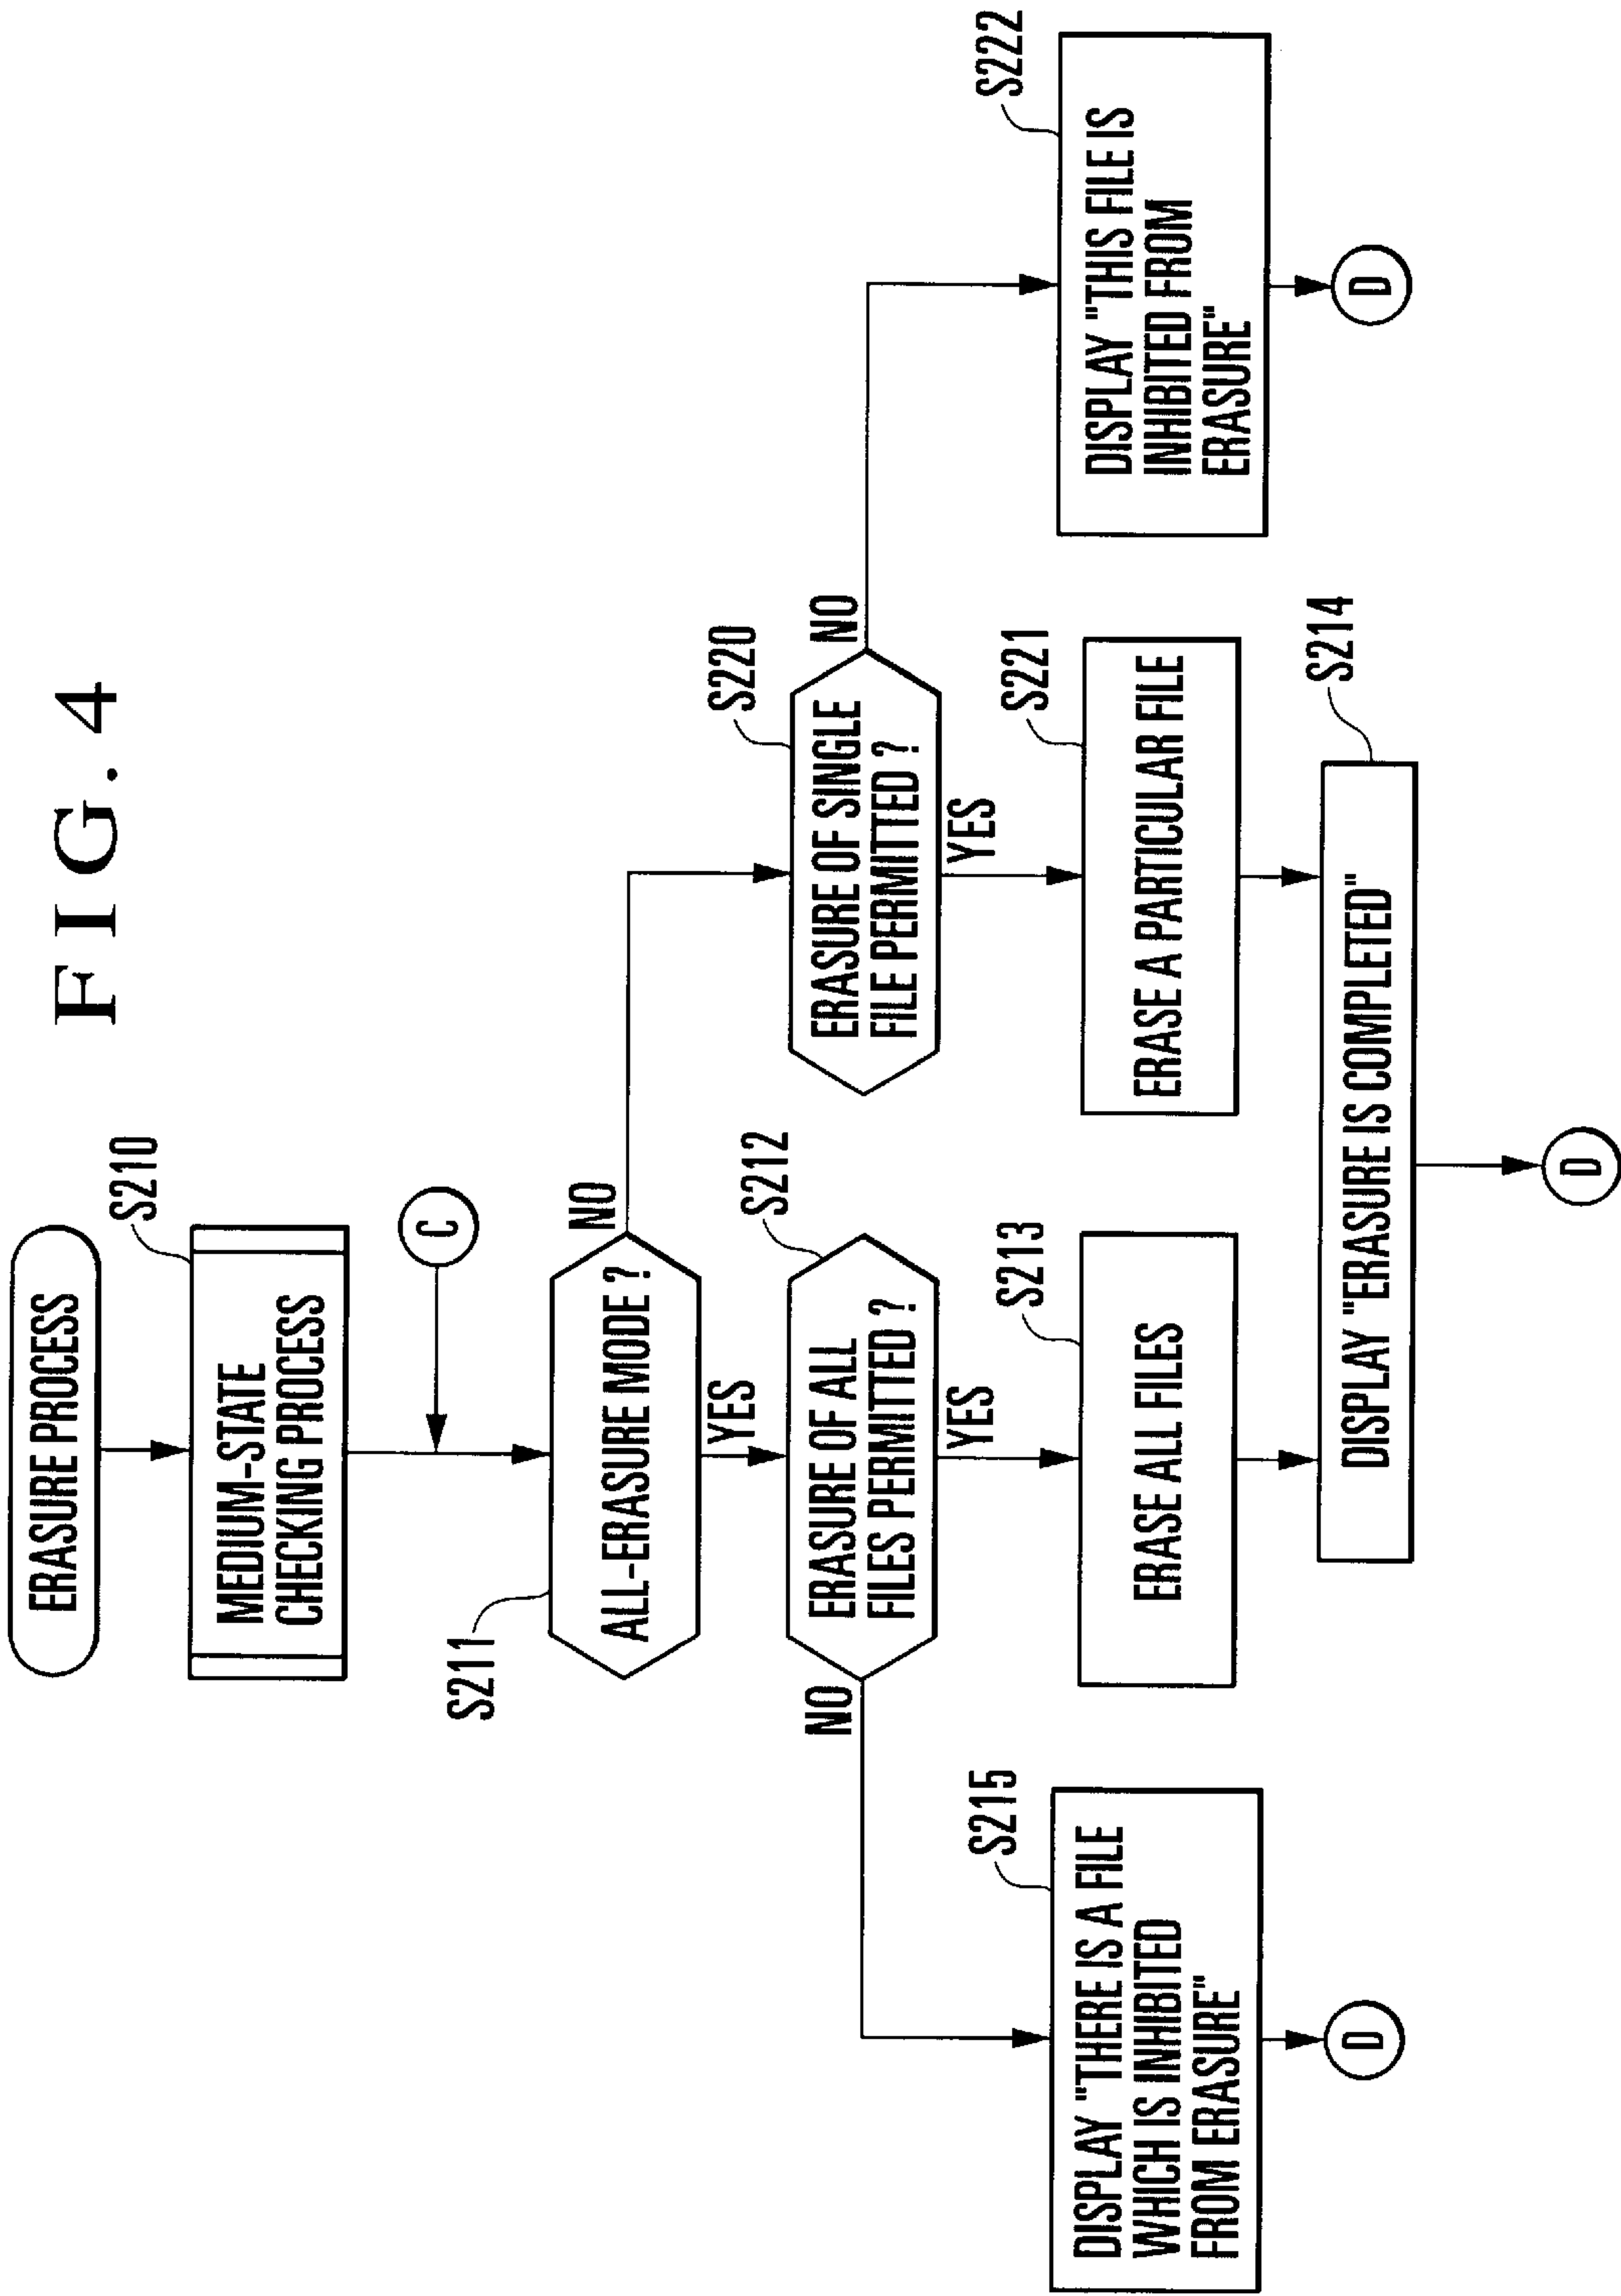 FIG.4
ERASURE PROCESS
S210
MEDIUM-STATE
CHECKING PROCESS
C
S211
ALL-ERASURE MODE ?
NO
YES
S212
ERASURE OF ALL
FILES PERMITTED ?
NO
YES
S220
ERASURE OF SINGLE
FILE PERMITTED ?
NO
YES
S215
DISPLAY "THERE IS A FILE
WHICH IS INHIBITED
FROM ERASURE"
D
S213
ERASE ALL FILES
S221
ERASE A PARTICULAR FILE
S222
DISPLAY "THIS FILE IS
INHIBITED FROM
ERASURE"
D
S214
DISPLAY "ERASURE IS COMPLETED"
D